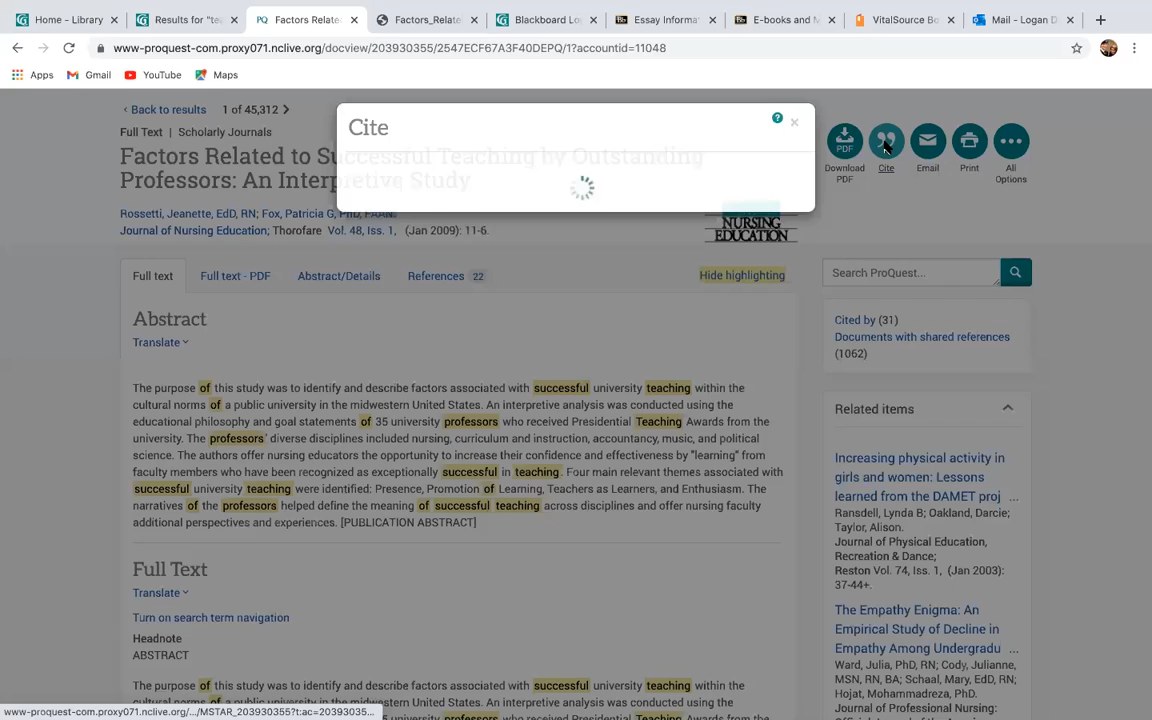 Home - Library
Results for "te
PQ Factors Relate
Factors_Relate
Blackboard Lo
Bb Essay Informat
Bb E-books and M
VitalSource Bo
Mail - Logan D
www-proquest-com.proxy071.nclive.org/docview/203930355/2547ECF67A3F40DEPQ/1?accountid=11048
Apps Gmail YouTube Maps
Back to results 1 of 45,312
Full Text | Scholarly Journals
Factors Related to Successful Teaching by Outstanding
Professors: An Interpretive Study
Rossetti, Jeanette, EdD, RN; Fox, Patricia G, PhD, FAAN.
Journal of Nursing Education; Thorofare Vol. 48, Iss. 1, (Jan 2009): 11-6.
Cite
?
PDF
Download
PDF
Cite
Email
Print
All
Options
NURSING
EDUCATION
Full text
Full text - PDF
Abstract/Details
References 22
Hide highlighting
Abstract
Translate
The purpose of this study was to identify and describe factors associated with successful university teaching within the
cultural norms of a public university in the midwestern United States. An interpretive analysis was conducted using the
educational philosophy and goal statements of 35 university professors who received Presidential Teaching Awards from the
university. The professors' diverse disciplines included nursing, curriculum and instruction, accountancy, music, and political
science. The authors offer nursing educators the opportunity to increase their confidence and effectiveness by "learning" from
faculty members who have been recognized as exceptionally successful in teaching. Four main relevant themes associated with
successful university teaching were identified: Presence, Promotion of Learning, Teachers as Learners, and Enthusiasm. The
narratives of the professors helped define the meaning of successful teaching across disciplines and offer nursing faculty
additional perspectives and experiences. [PUBLICATION ABSTRACT]
Full Text
Translate
Turn on search term navigation
Headnote
ABSTRACT
The purpose of this study was to identify and describe factors associated with successful university teaching within the
Search ProQuest...
Cited by (31)
Documents with shared references
(1062)
Related items
Increasing physical activity in
girls and women: Lessons
learned from the DAMET proj ...
Ransdell, Lynda B; Oakland, Darcie;
Taylor, Alison.
Journal of Physical Education,
Recreation & Dance;
Reston Vol. 74, Iss. 1, (Jan 2003):
37-44+.
The Empathy Enigma: An
Empirical Study of Decline in
Empathy Among Undergradu ...
Ward, Julia, PhD, RN; Cody, Julianne,
MSN, RN, BA; Schaal, Mary, EdD, RN;
Hojat, Mohammadreza, PhD.
Journal of Professional Nursing:
www-proquest-com.proxy071.nclive.org/.../MSTAR_203930355?t:ac=20393035...